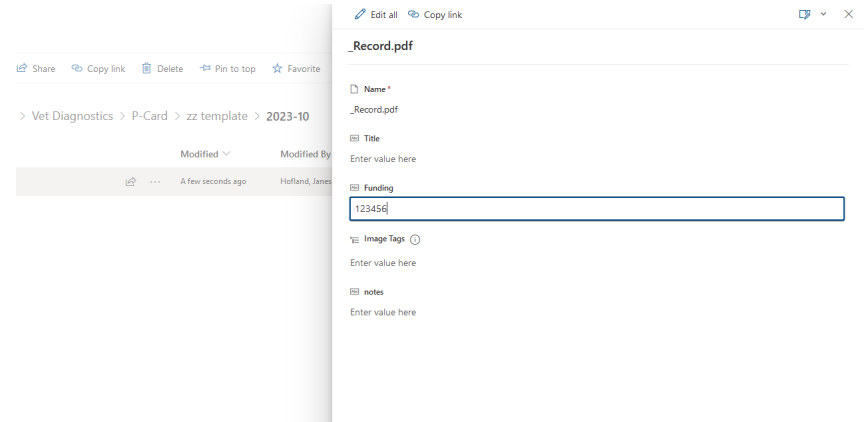 Edit all Copy link
_Record.pdf
Share Copy link Delete Pin to top Favorite
Name *
_Record.pdf
> Vet Diagnostics > P-Card > zz template > 2023-10
Title
Modified Modified By
Enter value here
A few seconds ago Hofland, Janes
Funding
123456
Image Tags
Enter value here
notes
Enter value here